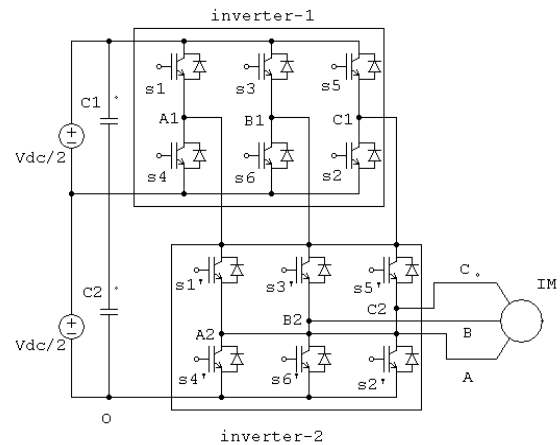 inverter-1
s1
s3
s5
C1
A1
B1
C1
Vdc/2
s4
s6
s2
C2
s1'
s3'
s5'
C
IM
C2
B2
A2
B
Vdc/2
s4'
s6'
s2'
A
O
inverter-2